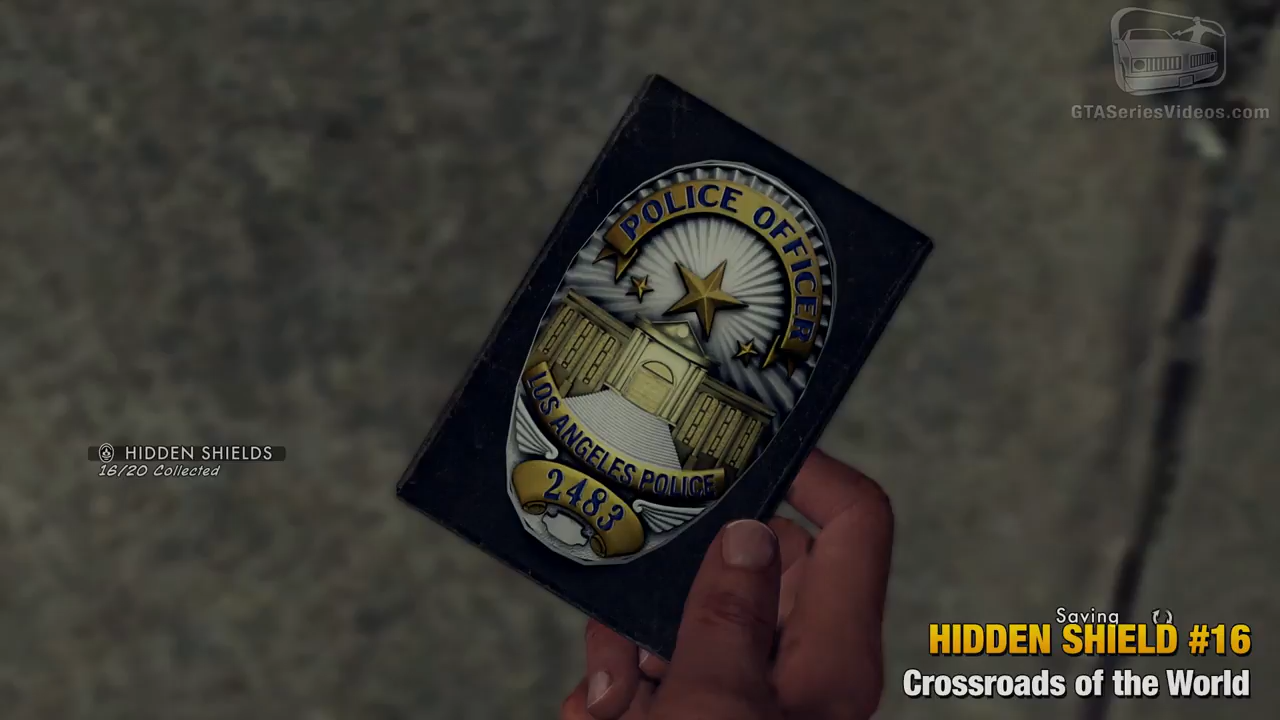 GTASeriesVideos.com
POLICE OFFICER
LOS ANGELES POLICE
2483
HIDDEN SHIELDS
16/20 Collected
Saving
HIDDEN SHIELD #16
Crossroads of the World